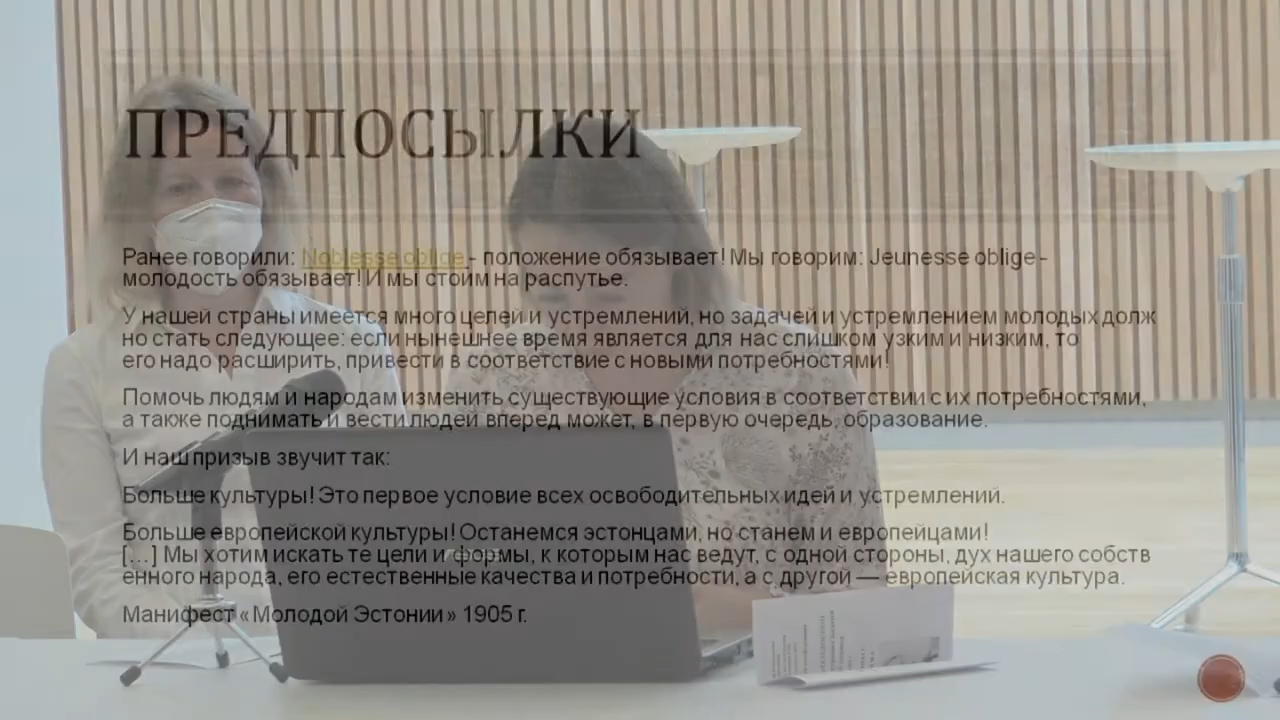 ПРЕДПОСЫЛКИ
Ранее говорили: Noblesse oblige - положение обязывает! Мы говорим: Jeunesse oblige -
молодость обязывает! И мы стоим на распутье.
У нашей страны имеется много целей и устремлений, но задачей и устремлением молодых долж
но стать следующее: если нынешнее время является для нас слишком узким и низким, то
его надо расширить, привести в соответствие с новыми потребностями!
Помочь людям и народам изменить существующие условия в соответствии с их потребностями,
а также поднимать и вести людей вперед может, в первую очередь, образование.
И наш призыв звучит так:
Больше культуры! Это первое условие всех освободительных идей и устремлений.
Больше европейской культуры! Останемся эстонцами, но станем и европейцами!
[…] Мы хотим искать те цели и формы, к которым нас ведут, с одной стороны, дух нашего собств
енного народа, его естественные качества и потребности, а с другой — европейская культура.
Манифест «Молодой Эстонии» 1905 г.